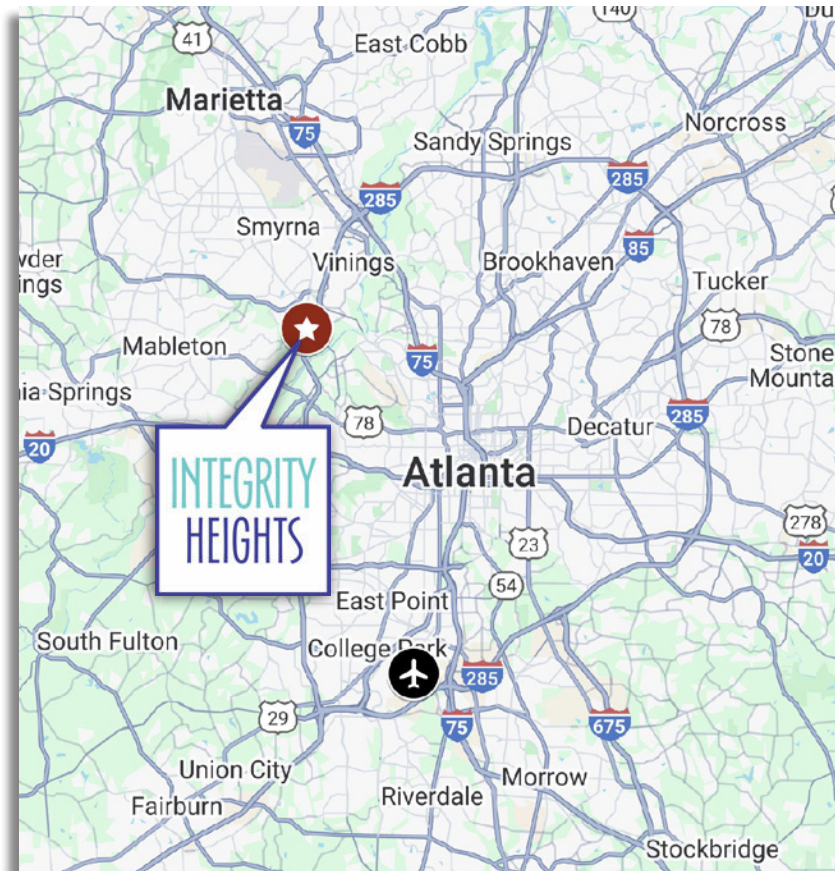 140
41
East Cobb
Marietta
75
Norcross
Sandy Springs
285
285
Smyrna
85
Vinings
Brookhaven
Tucker
78
Mableton
75
Stone
Mounta
ia Springs
285
78
Decatur
20
INTEGRITY
HEIGHTS
Atlanta
278
23
20
54
East Point
South Fulton
College Park
285
29
75
675
Union City
Morrow
Riverdale
Fairburn
Stockbridge